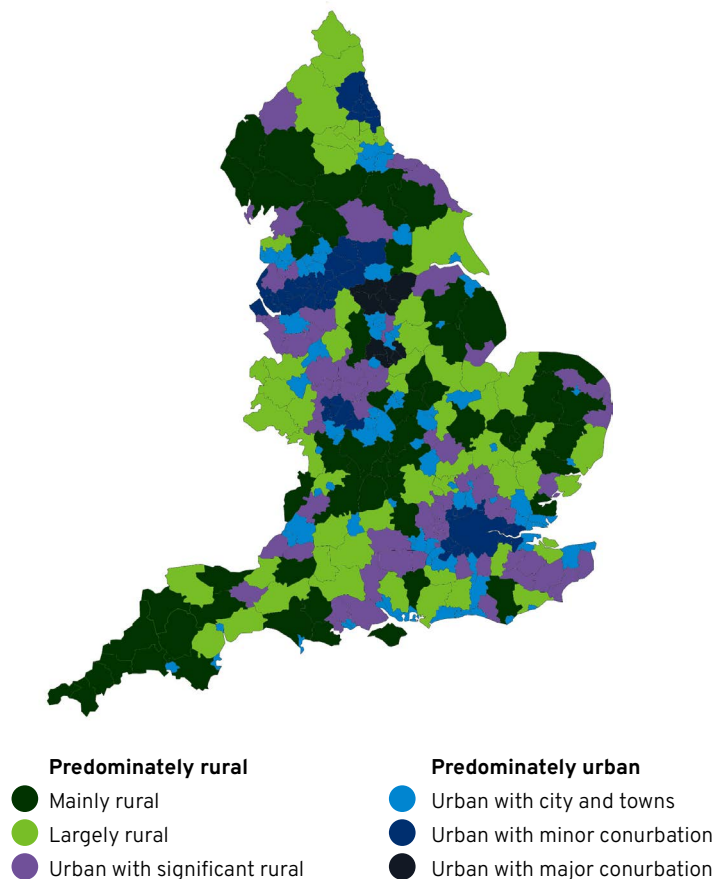 Predominately rural
Mainly rural
Largely rural
Urban with significant rural
Predominately urban
Urban with city and towns
Urban with minor conurbation
Urban with major conurbation